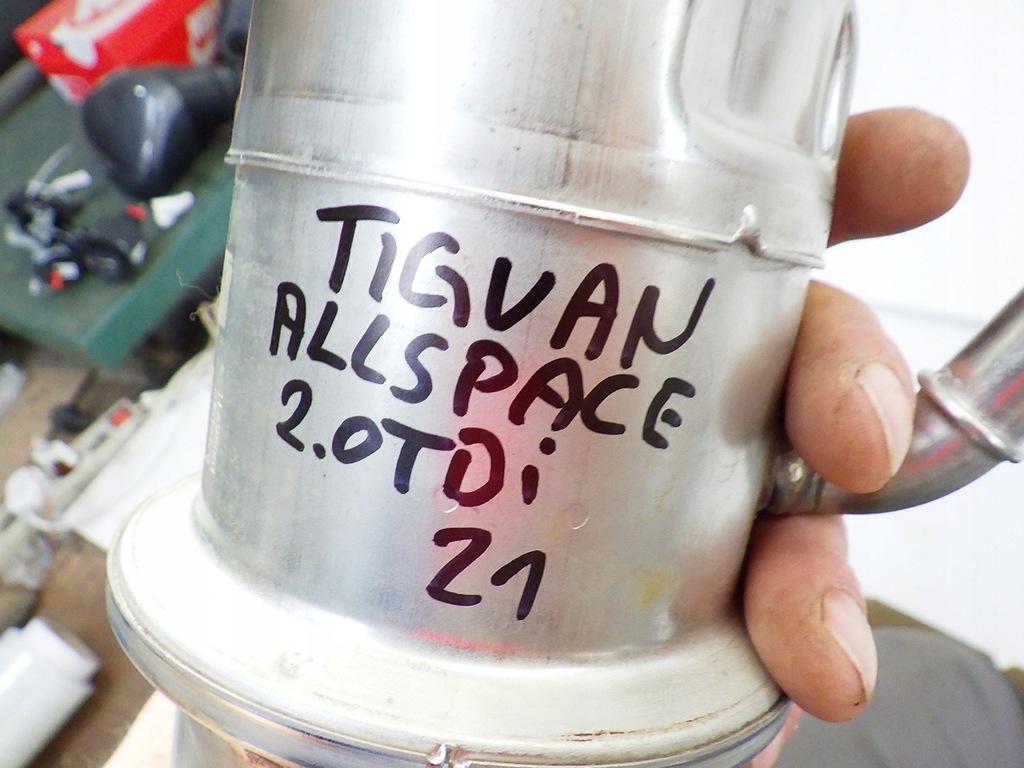 TIGUAN
ALLSPACE
2.0TDi
21